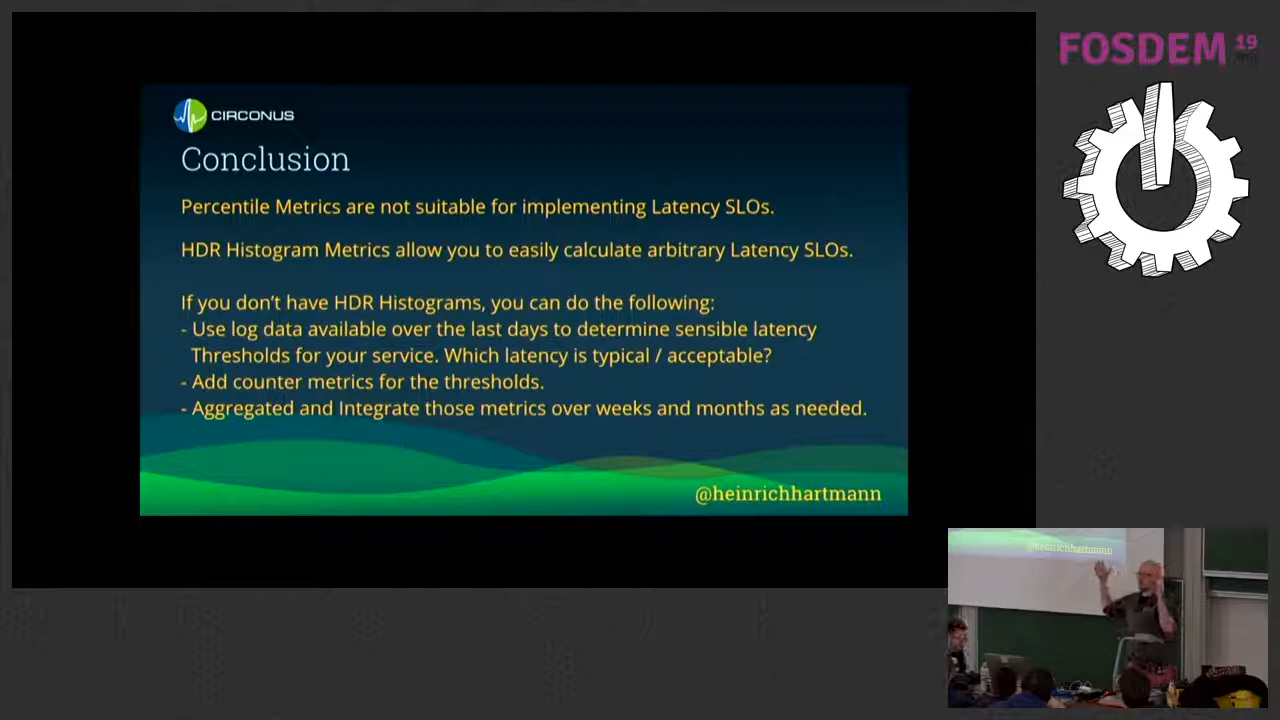 FOSDEM 19
CIRCONUS
Conclusion
Percentile Metrics are not suitable for implementing Latency SLOs.
HDR Histogram Metrics allow you to easily calculate arbitrary Latency SLOs.
If you don't have HDR Histograms, you can do the following:
- Use log data available over the last days to determine sensible latency
Thresholds for your service. Which latency is typical / acceptable?
- Add counter metrics for the thresholds.
- Aggregated and Integrate those metrics over weeks and months as needed.
@heinrichhartmann
@heinrichhartmann